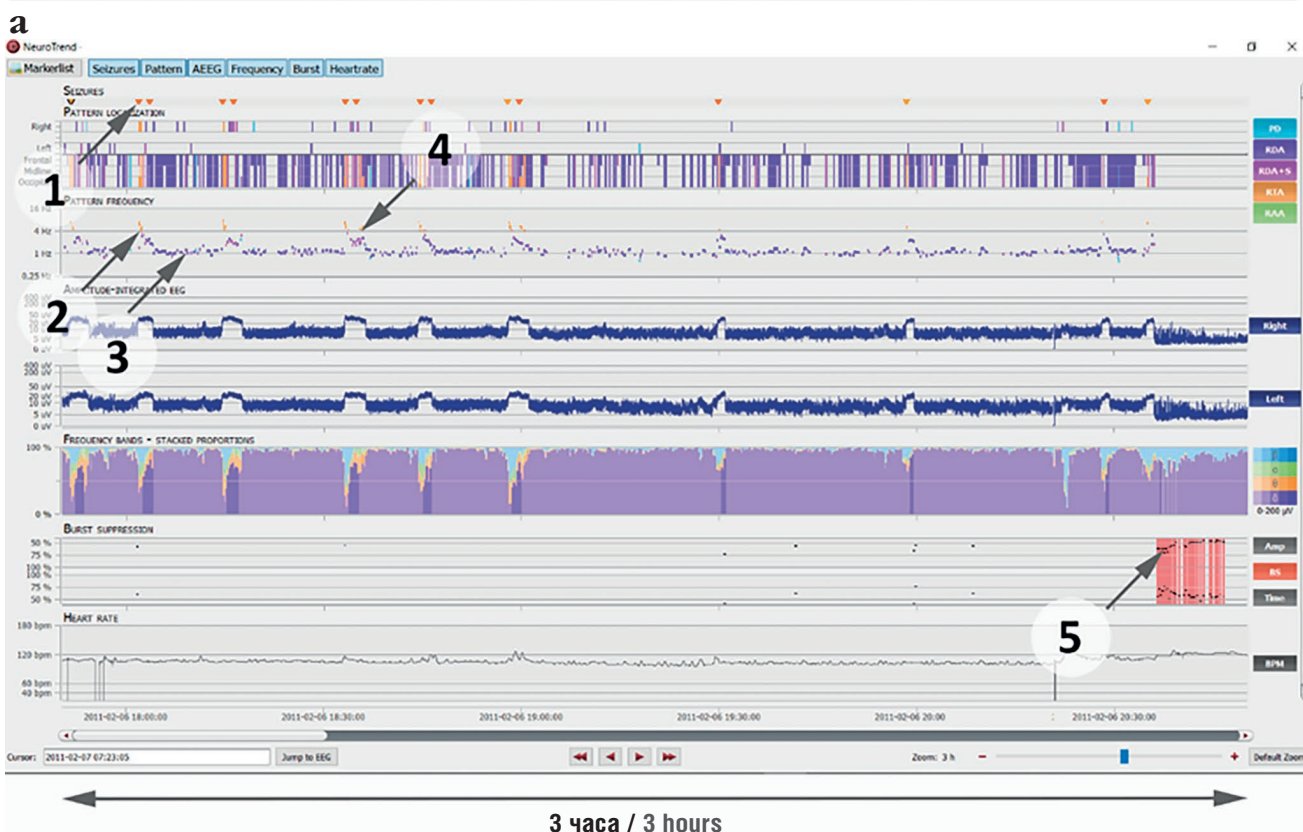 a
NeuroTrend
Markerlist Seizures Pattern AEEG Frequency Burst Heartrate
SEIZURES
PATTERN LOCALIZATION
Right
Left
Frontal
Midline
PD
RDA
RDA+S
RTA
RAA
1
4
PATTERN FREQUENCY
16 Hz
4 Hz
1 Hz
0.25 Hz
2
3
AMPLITUDE-INTEGRATED EEG
50 uV
5 uV
0 uV
Right
50 uV
20 uV
10 uV
5 uV
0 uV
Left
FREQUENCY BANDS - STACKED PROPORTIONS
100 %
0 %
0-200 µV
BURST SUPPRESSION
50 %
75 %
100 %
100 %
75 %
50 %
Amp
BS
Time
5
HEART RATE
180 bpm
120 bpm
60 bpm
40 bpm
BPM
2011-02-06 18:00:00 2011-02-06 18:30:00 2011-02-06 19:00:00 2011-02-06 19:30:00 2011-02-06 20:00 2011-02-06 20:30:00
Cursor: 2011-02-07 07:23:05 Jump to EEG Zoom: 3 h - + Default Zoom
3 часа / 3 hours